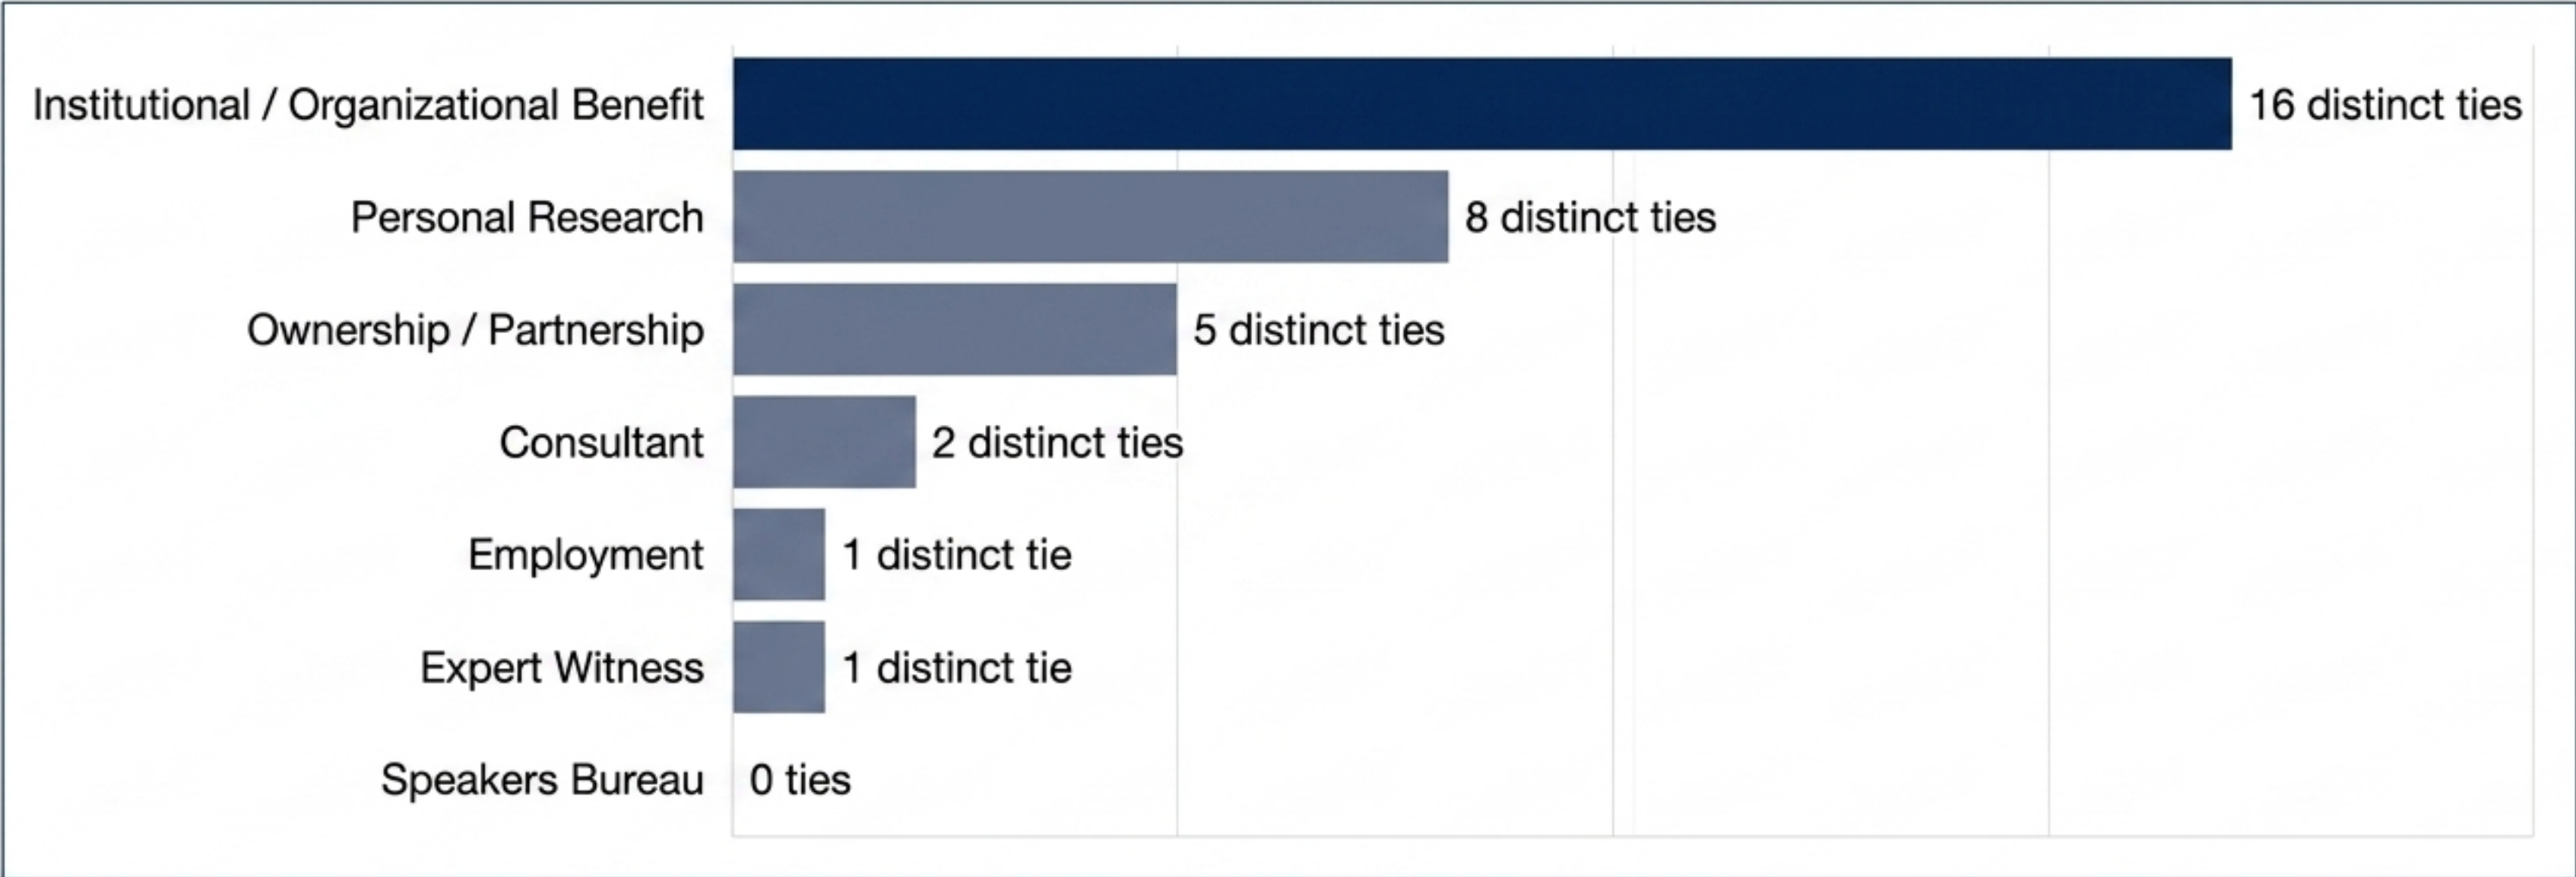 Institutional / Organizational Benefit 16 distinct ties
Personal Research 8 distinct ties
Ownership / Partnership 5 distinct ties
Consultant 2 distinct ties
Employment 1 distinct tie
Expert Witness 1 distinct tie
Speakers Bureau 0 ties